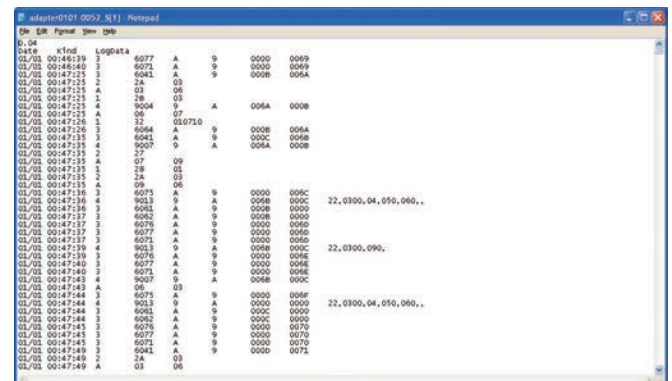 adapter0101-0052_S[1] - Notepad
File Edit Format View Help
0.04
Date Kind LogData
01/01 00:46:39 3 6077 A 9 0000 0069
01/01 00:46:40 3 6071 A 9 0000 0069
01/01 00:47:25 3 6041 A 9 000B 006A
01/01 00:47:25 2 2A 03
01/01 00:47:25 A 03 06
01/01 00:47:25 1 2B 03
01/01 00:47:25 4 9004 9 A 006A 000B
01/01 00:47:25 A 06 07
01/01 00:47:26 1 32 010710
01/01 00:47:26 3 6064 A 9 000B 006A
01/01 00:47:35 3 6041 A 9 000C 006B
01/01 00:47:35 4 9007 9 A 006A 000B
01/01 00:47:35 2 27
01/01 00:47:35 A 07 09
01/01 00:47:35 1 2B 01
01/01 00:47:35 2 2A 03
01/01 00:47:35 A 09 06
01/01 00:47:36 3 6075 A 9 0000 006C
01/01 00:47:36 4 9013 9 A 006B 000C 22,0300,04,050,060,,
01/01 00:47:36 3 6061 A 9 000B 0000
01/01 00:47:37 3 6062 A 9 000B 0000
01/01 00:47:37 3 6076 A 9 0000 006D
01/01 00:47:37 3 6077 A 9 0000 006D
01/01 00:47:37 3 6071 A 9 0000 006D
01/01 00:47:39 4 9013 9 A 006B 000C 22,0300,090,
01/01 00:47:39 3 6076 A 9 0000 006E
01/01 00:47:40 3 6077 A 9 0000 006E
01/01 00:47:40 3 6071 A 9 0000 006E
01/01 00:47:43 4 9007 9 A 006B 000C
01/01 00:47:43 A 06 03
01/01 00:47:44 3 6075 A 9 0000 006F
01/01 00:47:44 4 9013 9 A 0000 0000 22,0300,04,050,060,,
01/01 00:47:44 3 6061 A 9 000C 0000
01/01 00:47:44 3 6062 A 9 000C 0000
01/01 00:47:45 3 6076 A 9 0000 0070
01/01 00:47:45 3 6077 A 9 0000 0070
01/01 00:47:45 3 6071 A 9 0000 0070
01/01 00:47:49 3 6041 A 9 000D 0071
01/01 00:47:49 2 2A 03
01/01 00:47:49 A 03 06